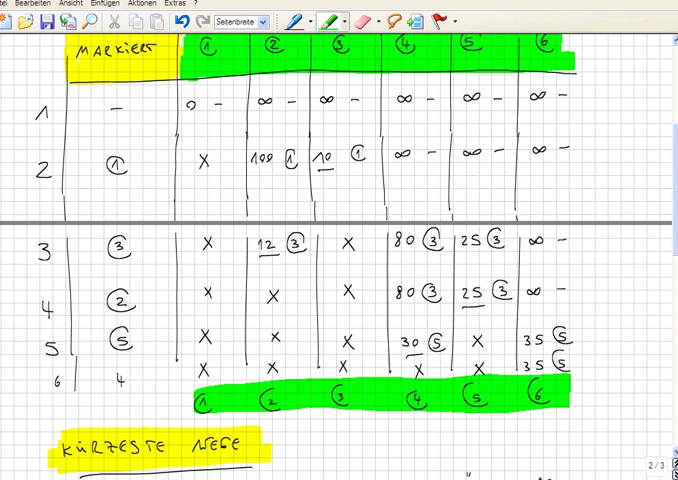 tei Bearbeiten Ansicht Einfügen Aktionen Extras ?
Seitenbreite
MARKIERT ① ② ③ ④ ⑤ ⑥
1 - 0 - ∞ - ∞ - ∞ - ∞ - ∞ -
2 ① X 100 ① 10 ① ∞ - ∞ - ∞ -
3 ③ X 12 ③ X 80 ③ 25 ③ ∞ -
4 ② X X X 80 ③ 25 ③ ∞ -
5 ⑤ X X X 30 ⑤ X 35 ⑤
6 4 X X X X X 35 ⑤
① ② ③ ④ ⑤ ⑥
KÜRZESTE WEGE
2/3